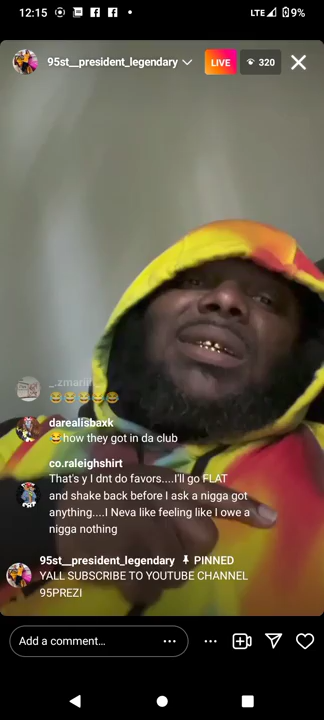 12:15
LTE 9%
95st__president_legendary
LIVE
320
😂😂😂😂😂
darealisbaxk
😂how they got in da club
co.raleighshirt
That's y I dnt do favors....I'll go FLAT
and shake back before I ask a nigga got
anything....I Neva like feeling like I owe a
nigga nothing
95st__president_legendary PINNED
YALL SUBSCRIBE TO YOUTUBE CHANNEL
95PREZI
Add a comment...